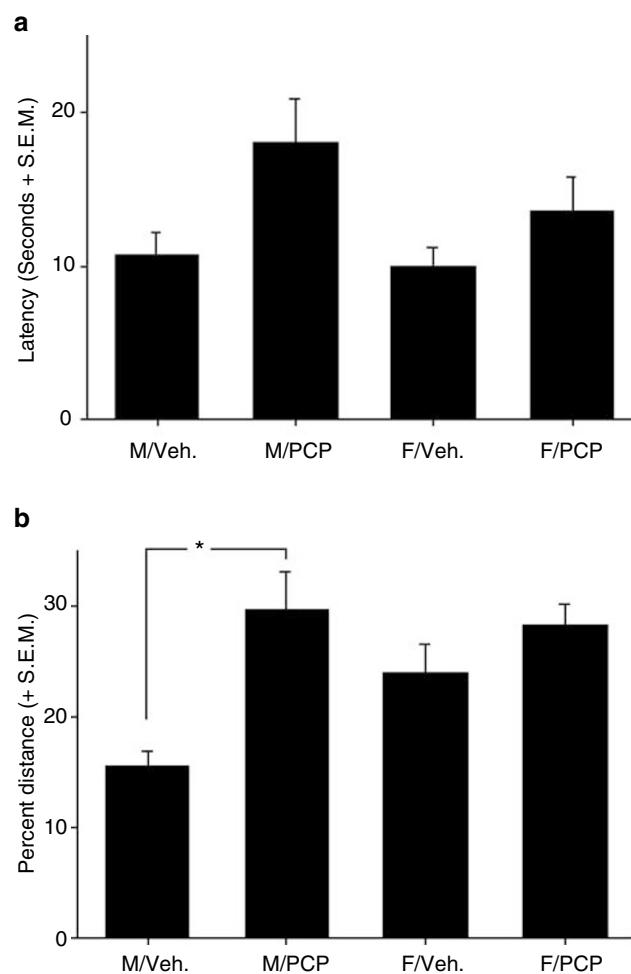 a
Latency (Seconds + S.E.M.)
20
10
0
M/Veh.
M/PCP
F/Veh.
F/PCP
b
Percent distance (+ S.E.M.)
*
30
20
10
0
M/Veh.
M/PCP
F/Veh.
F/PCP